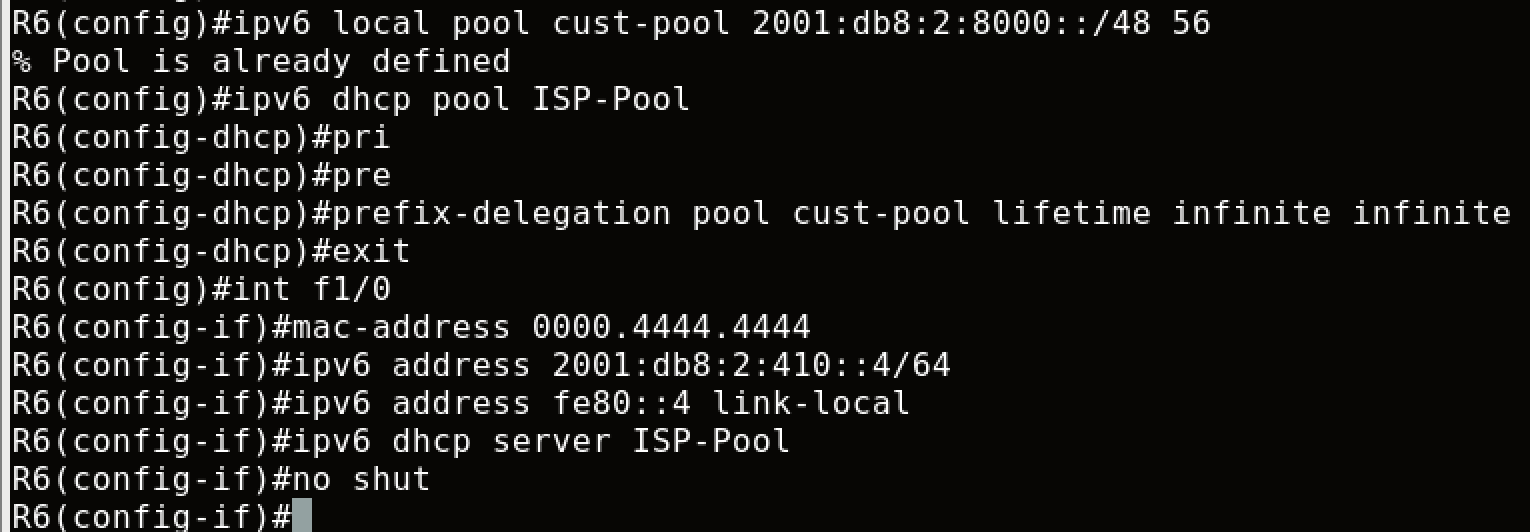 R6(config)#ipv6 local pool cust-pool 2001:db8:2:8000::/48 56
% Pool is already defined
R6(config)#ipv6 dhcp pool ISP-Pool
R6(config-dhcp)#pri
R6(config-dhcp)#pre
R6(config-dhcp)#prefix-delegation pool cust-pool lifetime infinite infinite
R6(config-dhcp)#exit
R6(config)#int f1/0
R6(config-if)#mac-address 0000.4444.4444
R6(config-if)#ipv6 address 2001:db8:2:410::4/64
R6(config-if)#ipv6 address fe80::4 link-local
R6(config-if)#ipv6 dhcp server ISP-Pool
R6(config-if)#no shut
R6(config-if)#